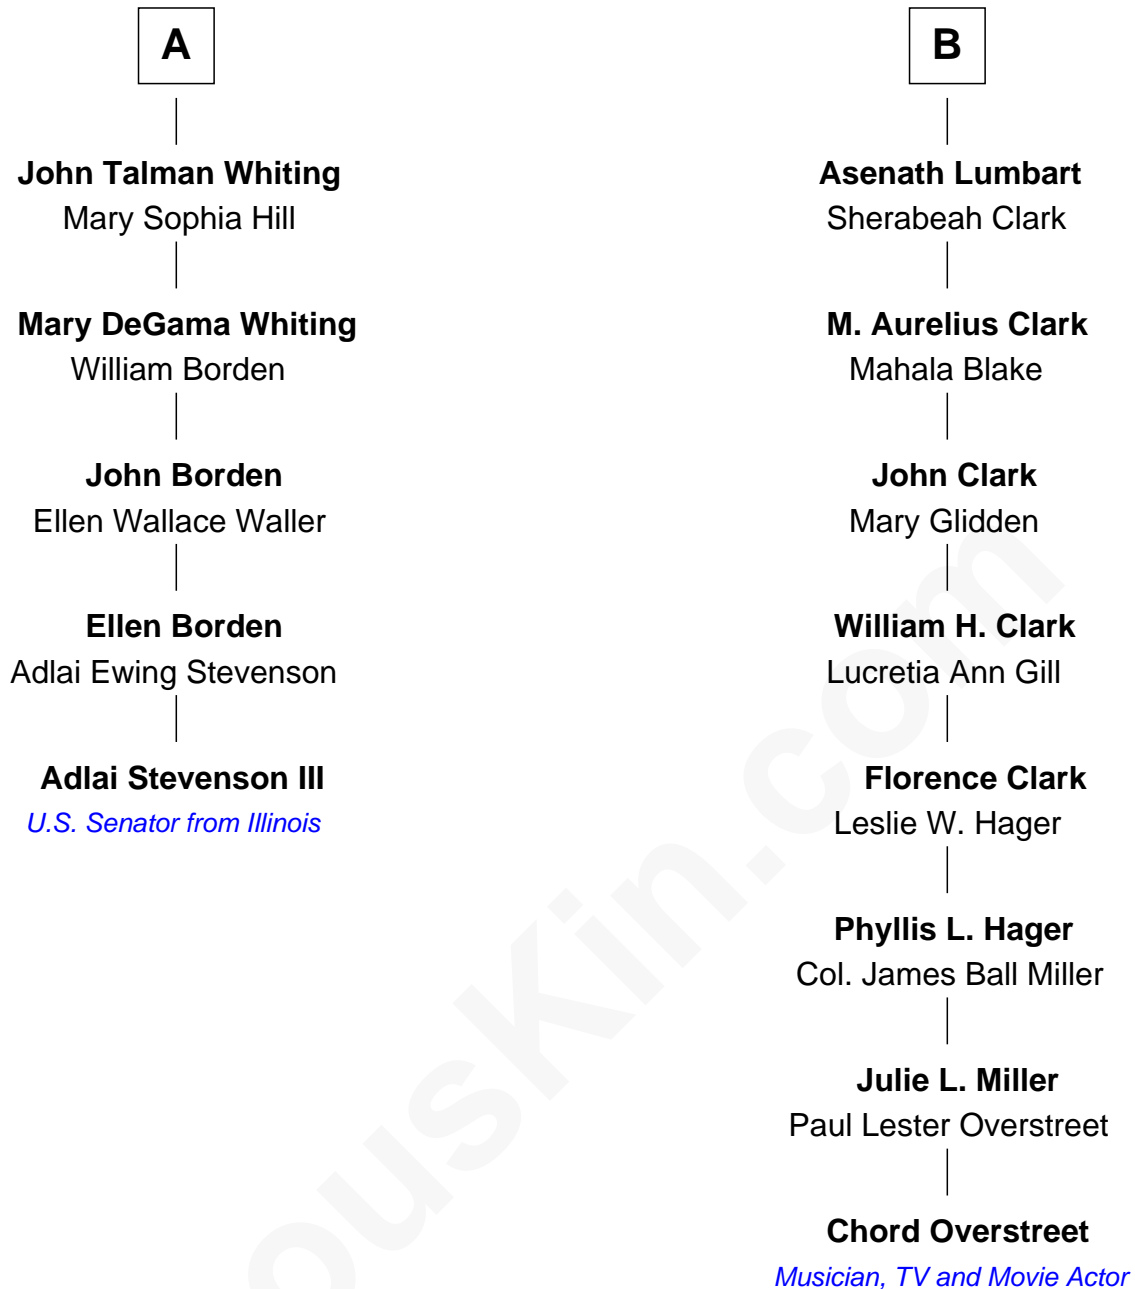 A
John Talman Whiting
Mary Sophia Hill
Mary DeGama Whiting
William Borden
John Borden
Ellen Wallace Waller
Ellen Borden
Adlai Ewing Stevenson
Adlai Stevenson III
U.S. Senator from Illinois
B
Asenath Lumbart
Sherabeah Clark
M. Aurelius Clark
Mahala Blake
John Clark
Mary Glidden
William H. Clark
Lucretia Ann Gill
Florence Clark
Leslie W. Hager
Phyllis L. Hager
Col. James Ball Miller
Julie L. Miller
Paul Lester Overstreet
Chord Overstreet
Musician, TV and Movie Actor
ousKin.com